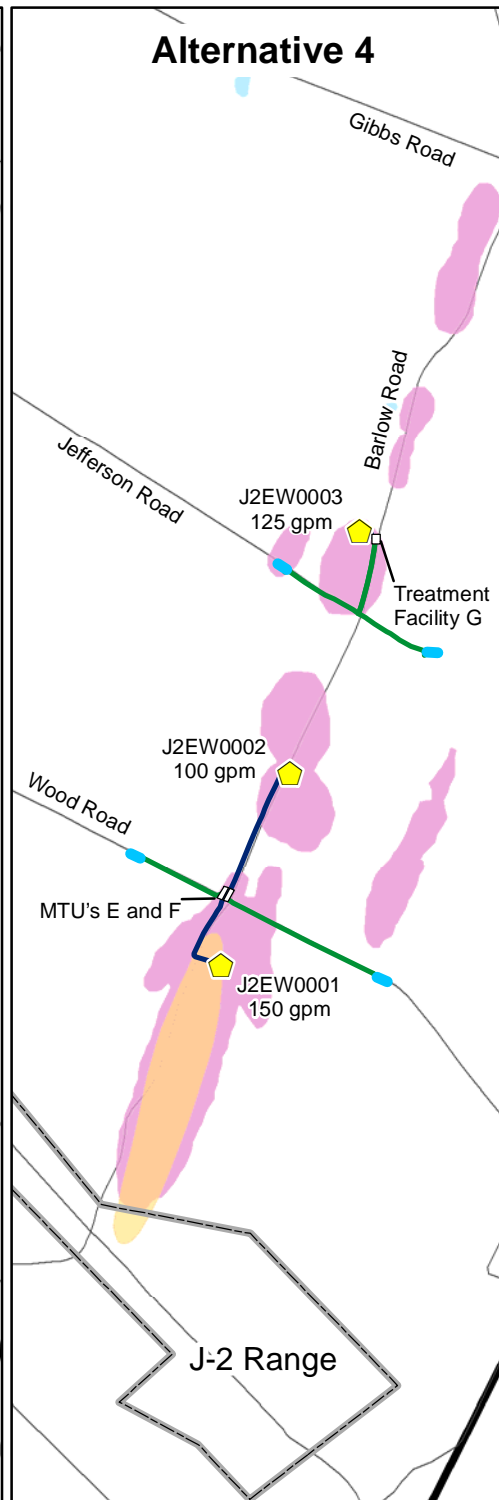 Alternative 4
Gibbs Road
Barlow Road
Jefferson Road
J2EW0003
125 gpm
Treatment
Facility G
J2EW0002
100 gpm
Wood Road
MTU's E and F
J2EW0001
150 gpm
J-2 Range